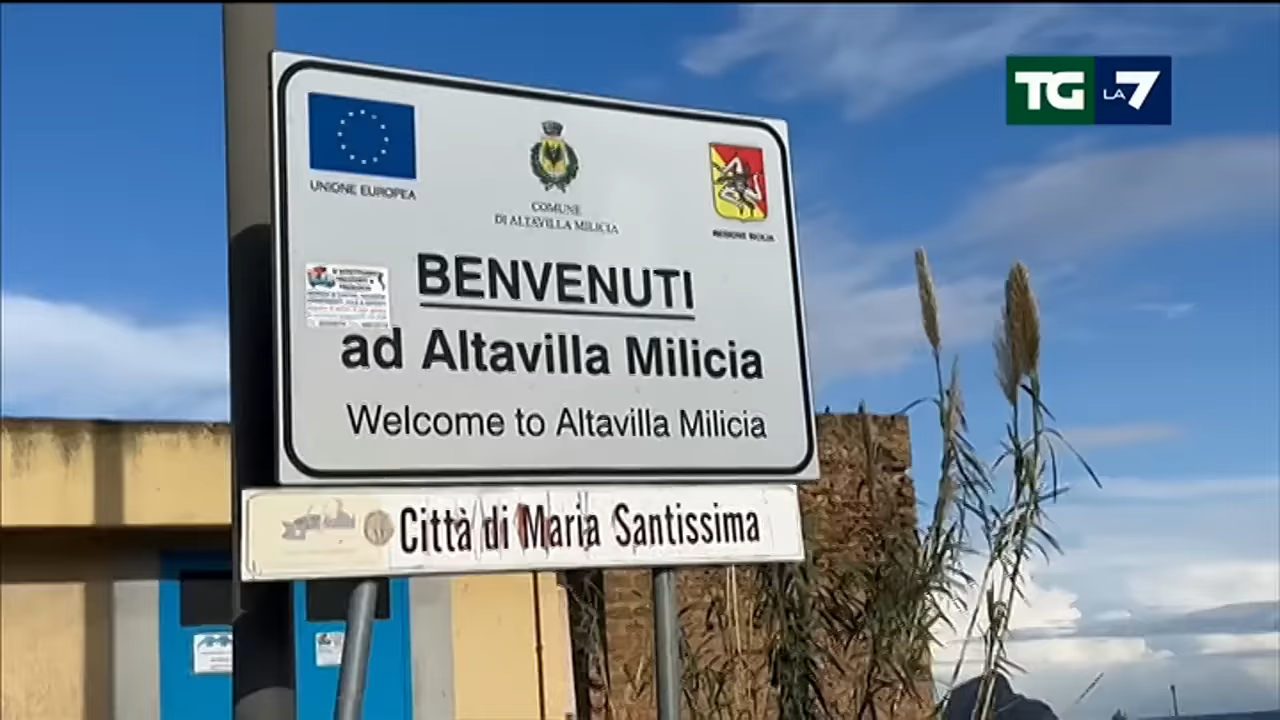 TG LA 7
UNIONE EUROPEA
COMUNE
DI ALTAVILLA MILICIA
REGIONE SICILIA
BENVENUTI
ad Altavilla Milicia
Welcome to Altavilla Milicia
Città di Maria Santissima